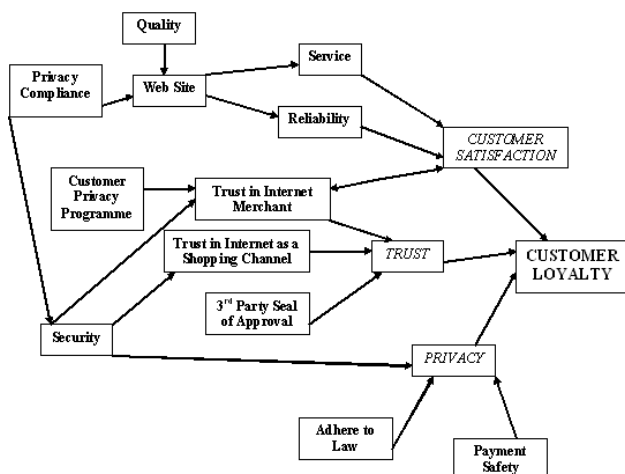 Quality
Privacy
Compliance
Web Site
Service
Reliability
CUSTOMER
SATISFACTION
Customer
Privacy
Programme
Trust in Internet
Merchant
Trust in Internet as a
Shopping Channel
TRUST
CUSTOMER
LOYALTY
3rd Party Seal
of Approval
Security
PRIVACY
Adhere to
Law
Payment
Safety